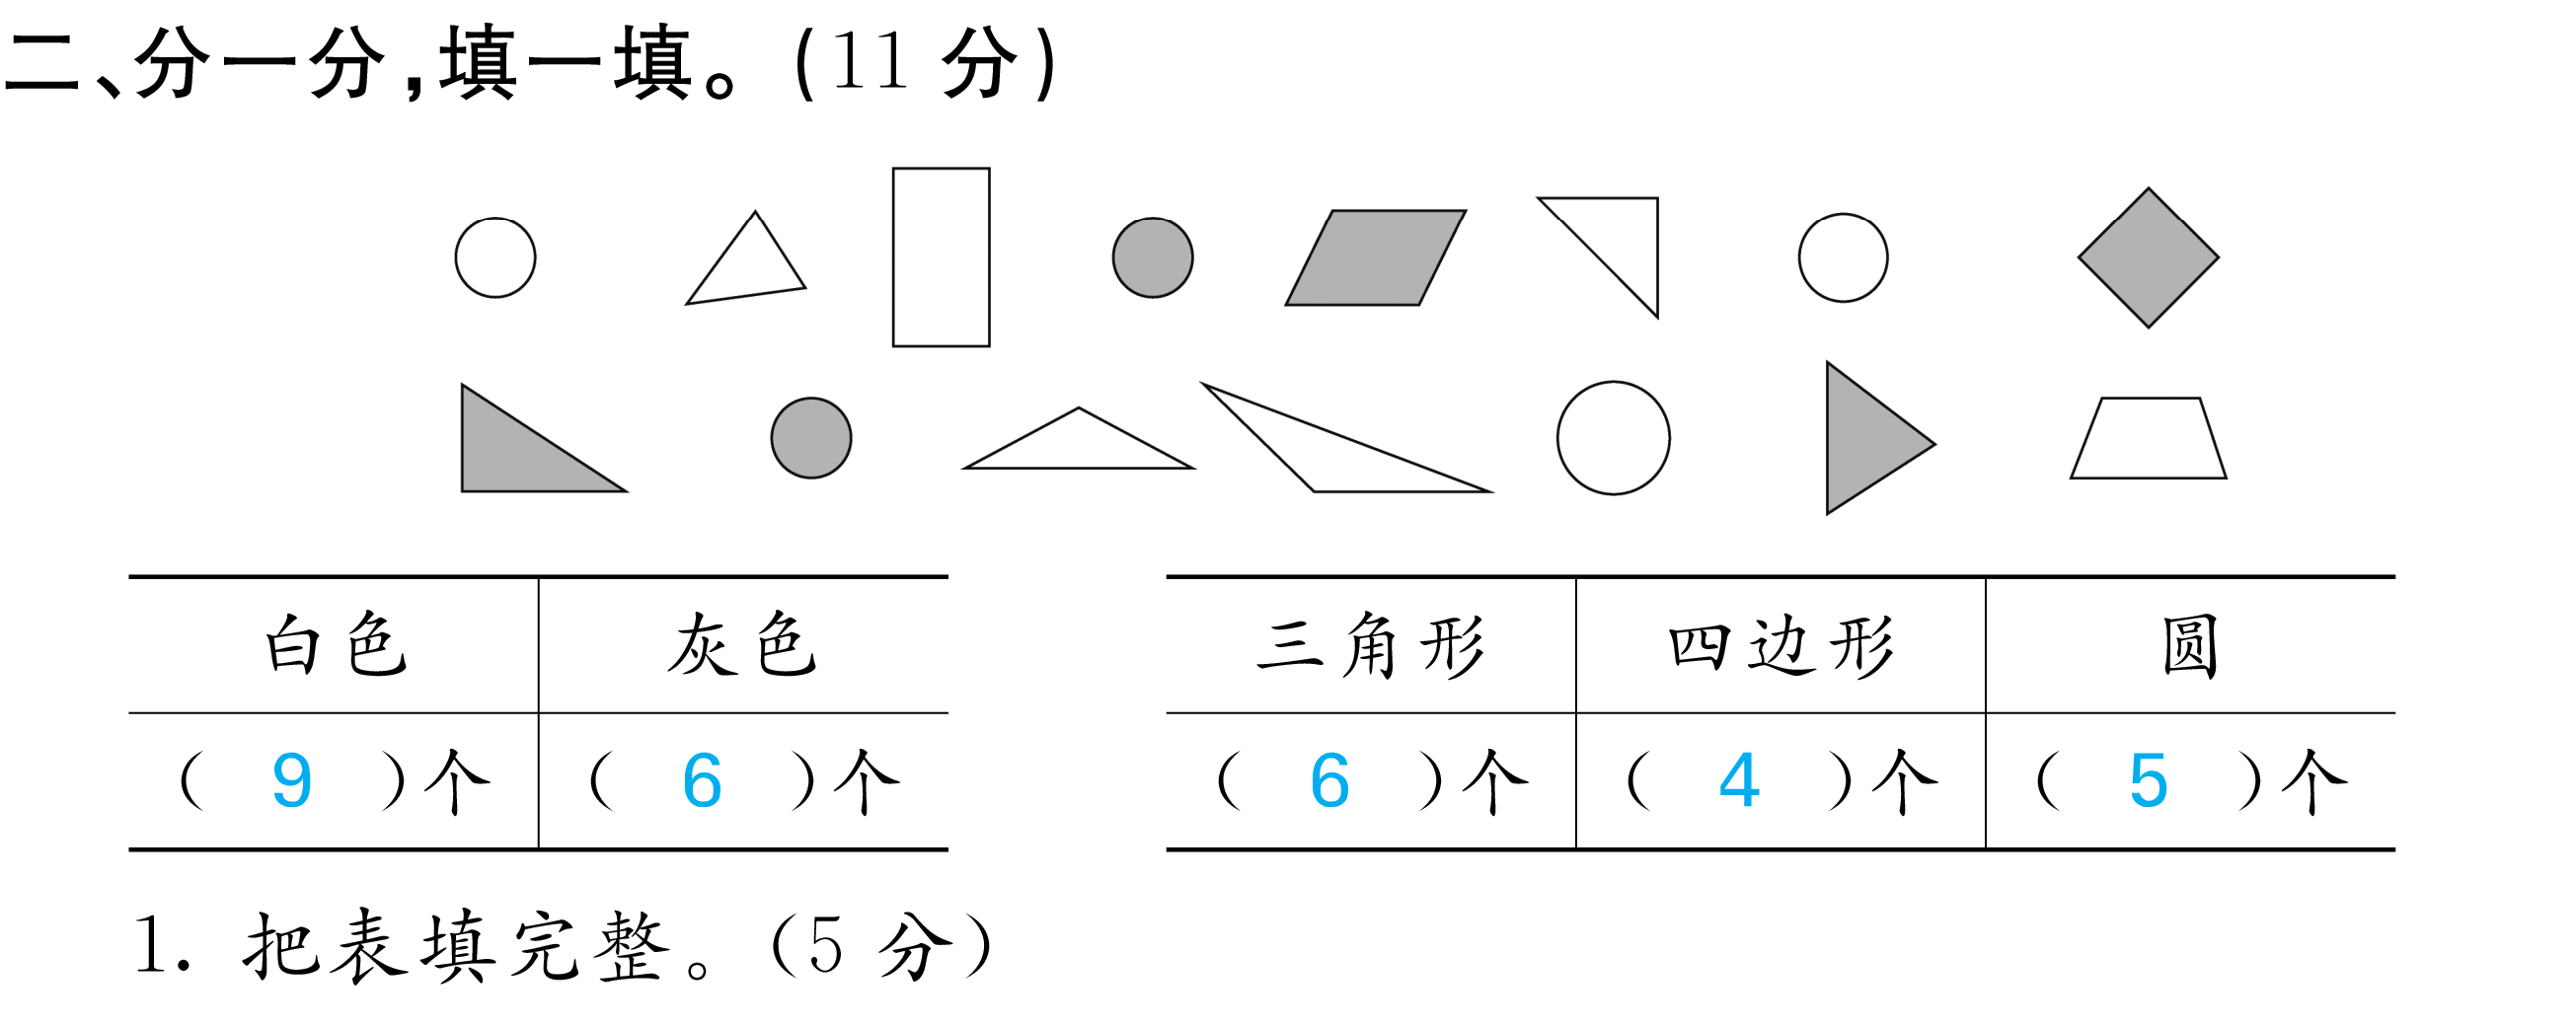 二、分一分,填一填。(11 分)
白色 灰色 三角形 四边形 圆
( 9 )个 ( 6 )个 ( 6 )个 ( 4 )个 ( 5 )个
1. 把表填完整。(5 分)